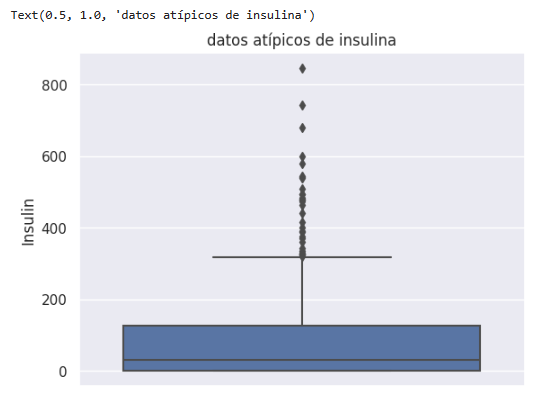 Text(0.5, 1.0, 'datos atípicos de insulina')
datos atípicos de insulina
800
600
400
200
0
Insulin